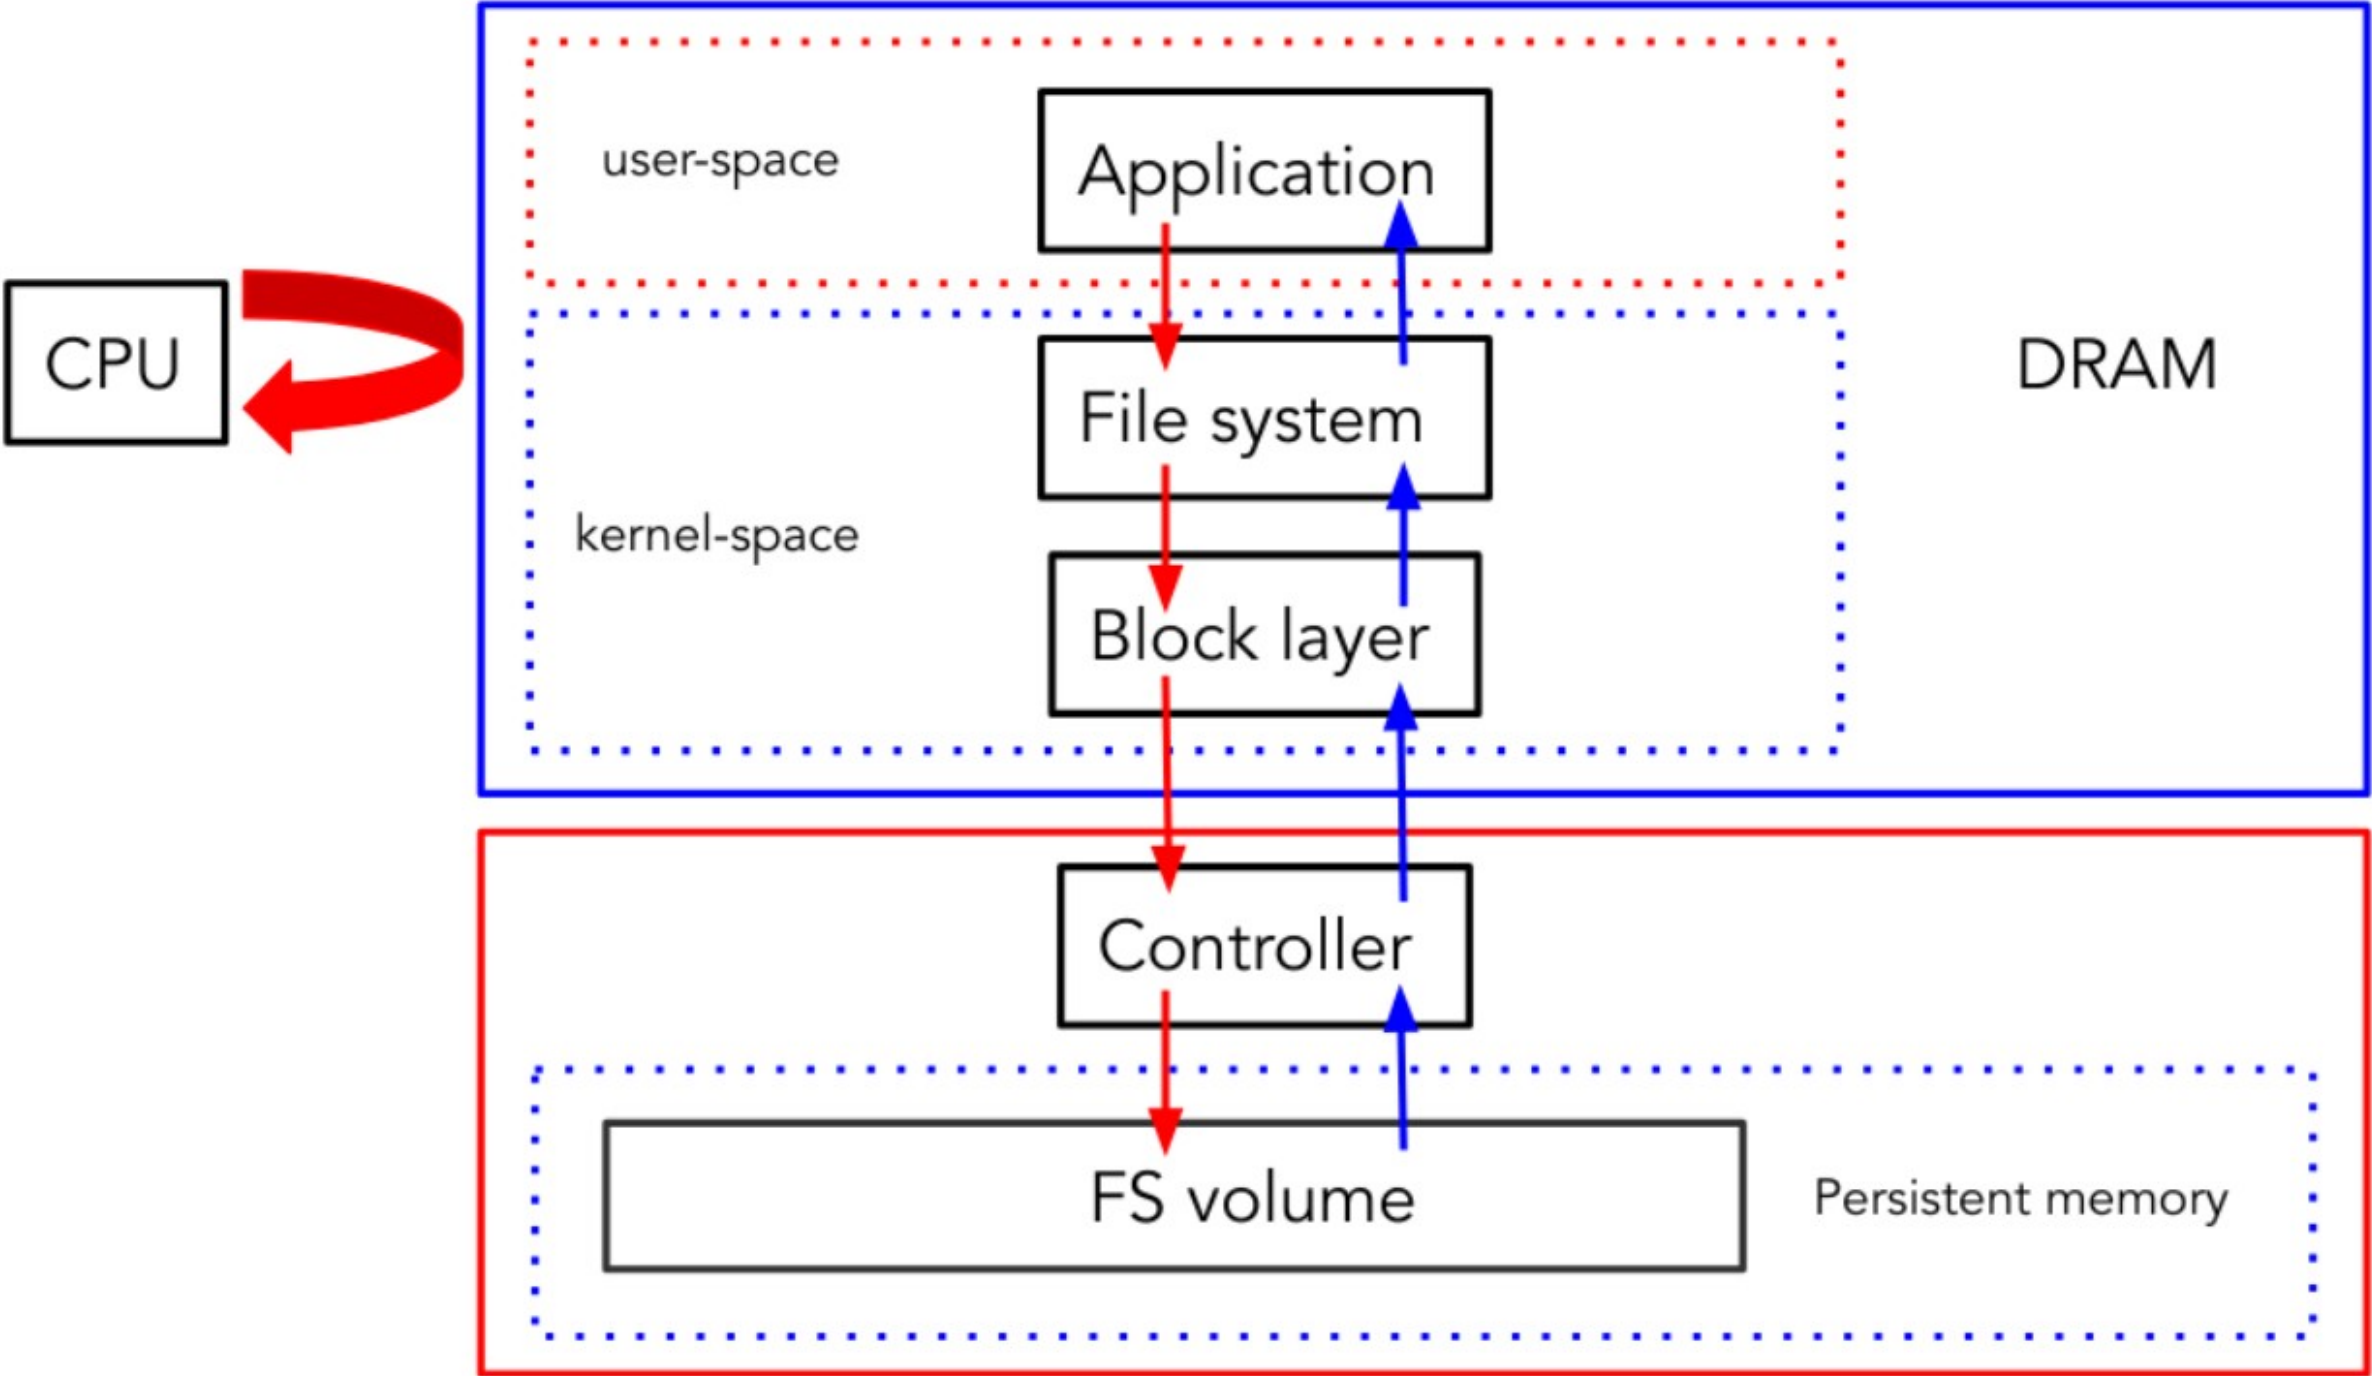 user-space
Application
CPU
File system
DRAM
kernel-space
Block layer
Controller
FS volume
Persistent memory